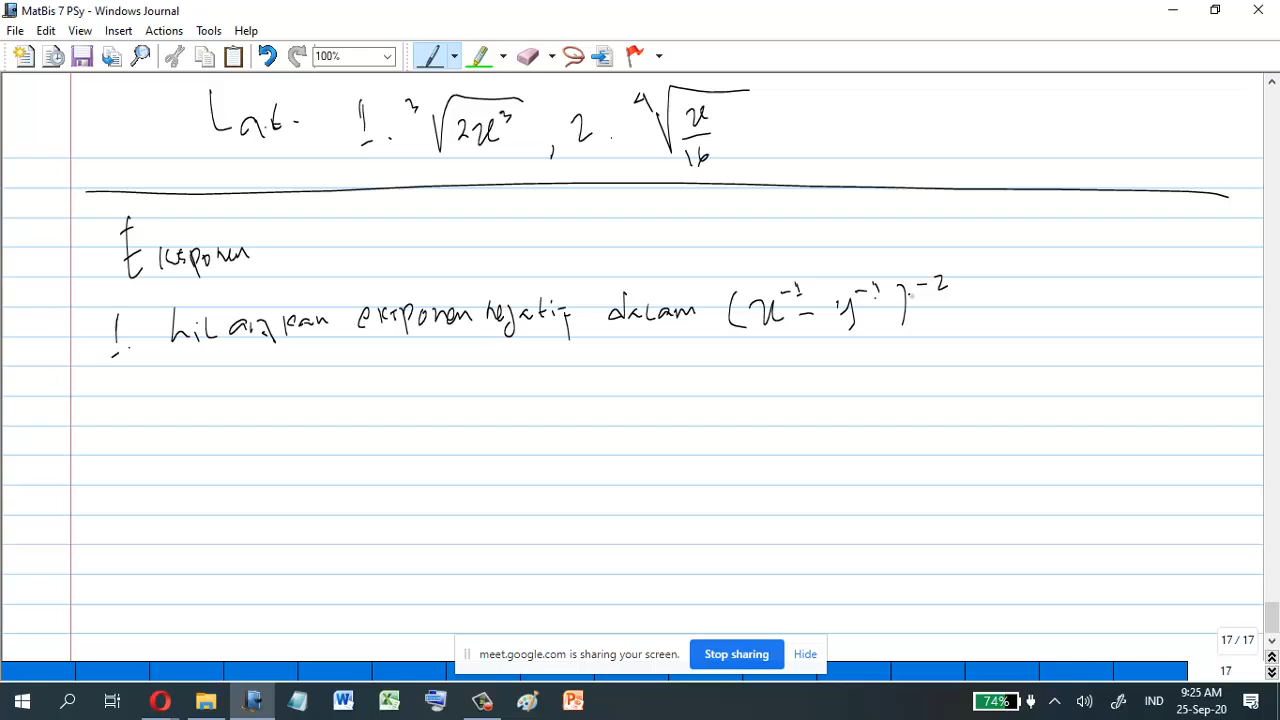 MatBis 7 PSy - Windows Journal
File Edit View Insert Actions Tools Help
100%
Lat. 1. ³√2x³ , 2. ⁴√x/16
Eksponen
1. hilangkan eksponen negatif dalam (x⁻¹ - y⁻¹)⁻²
17 / 17
meet.google.com is sharing your screen. Stop sharing Hide
17
74% IND 9:25 AM
25-Sep-20